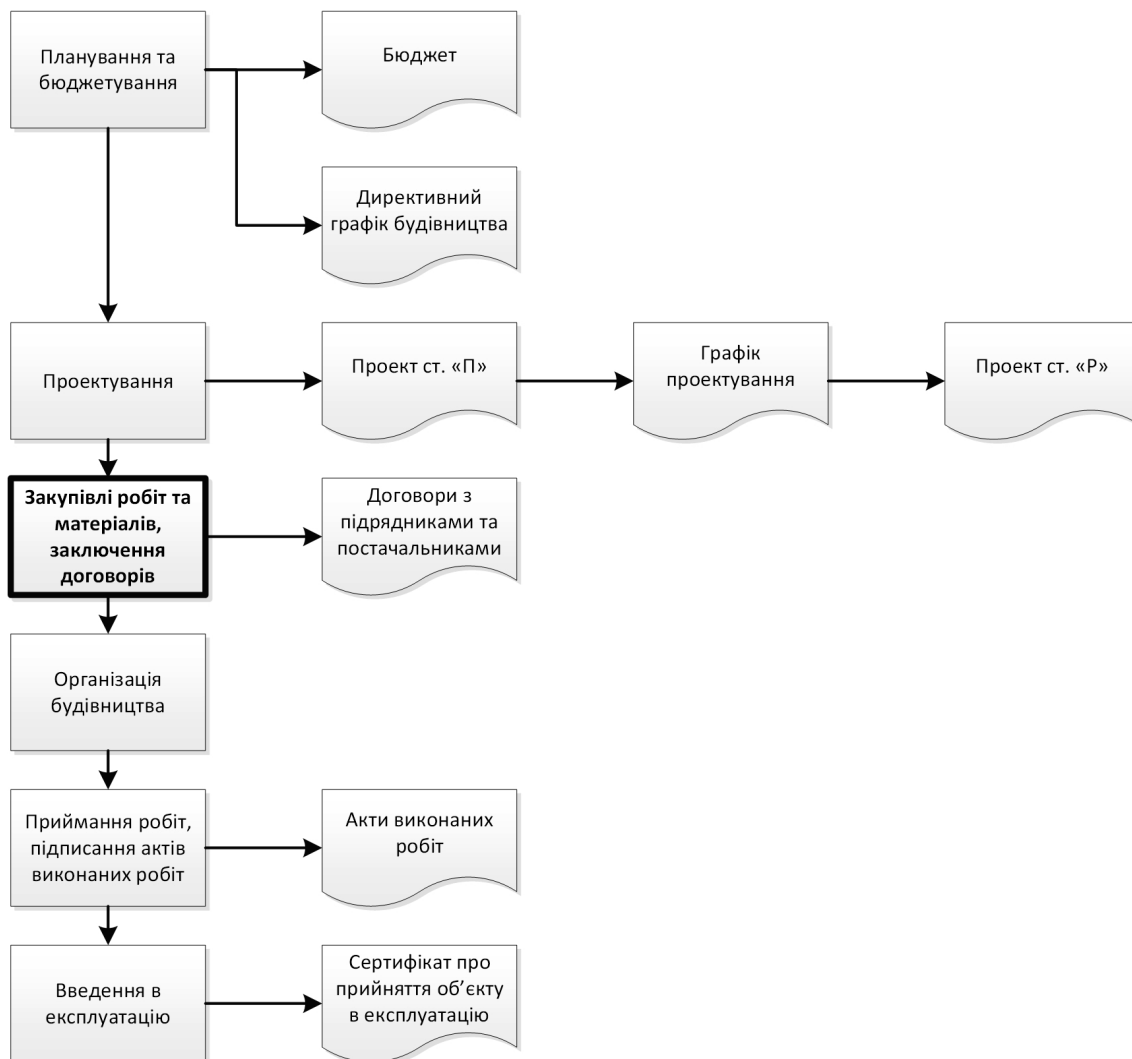 Планування та
бюджетування
Бюджет
Директивний
графік будівництва
Проектування
Проект ст. «П»
Графік
проектування
Проект ст. «Р»
Закупівлі робіт та
матеріалів,
заключення
договорів
Договори з
підрядниками та
постачальниками
Організація
будівництва
Приймання робіт,
підписання актів
виконаних робіт
Акти виконаних
робіт
Введення в
експлуатацію
Сертифікат про
прийняття об’єкту
в експлуатацію